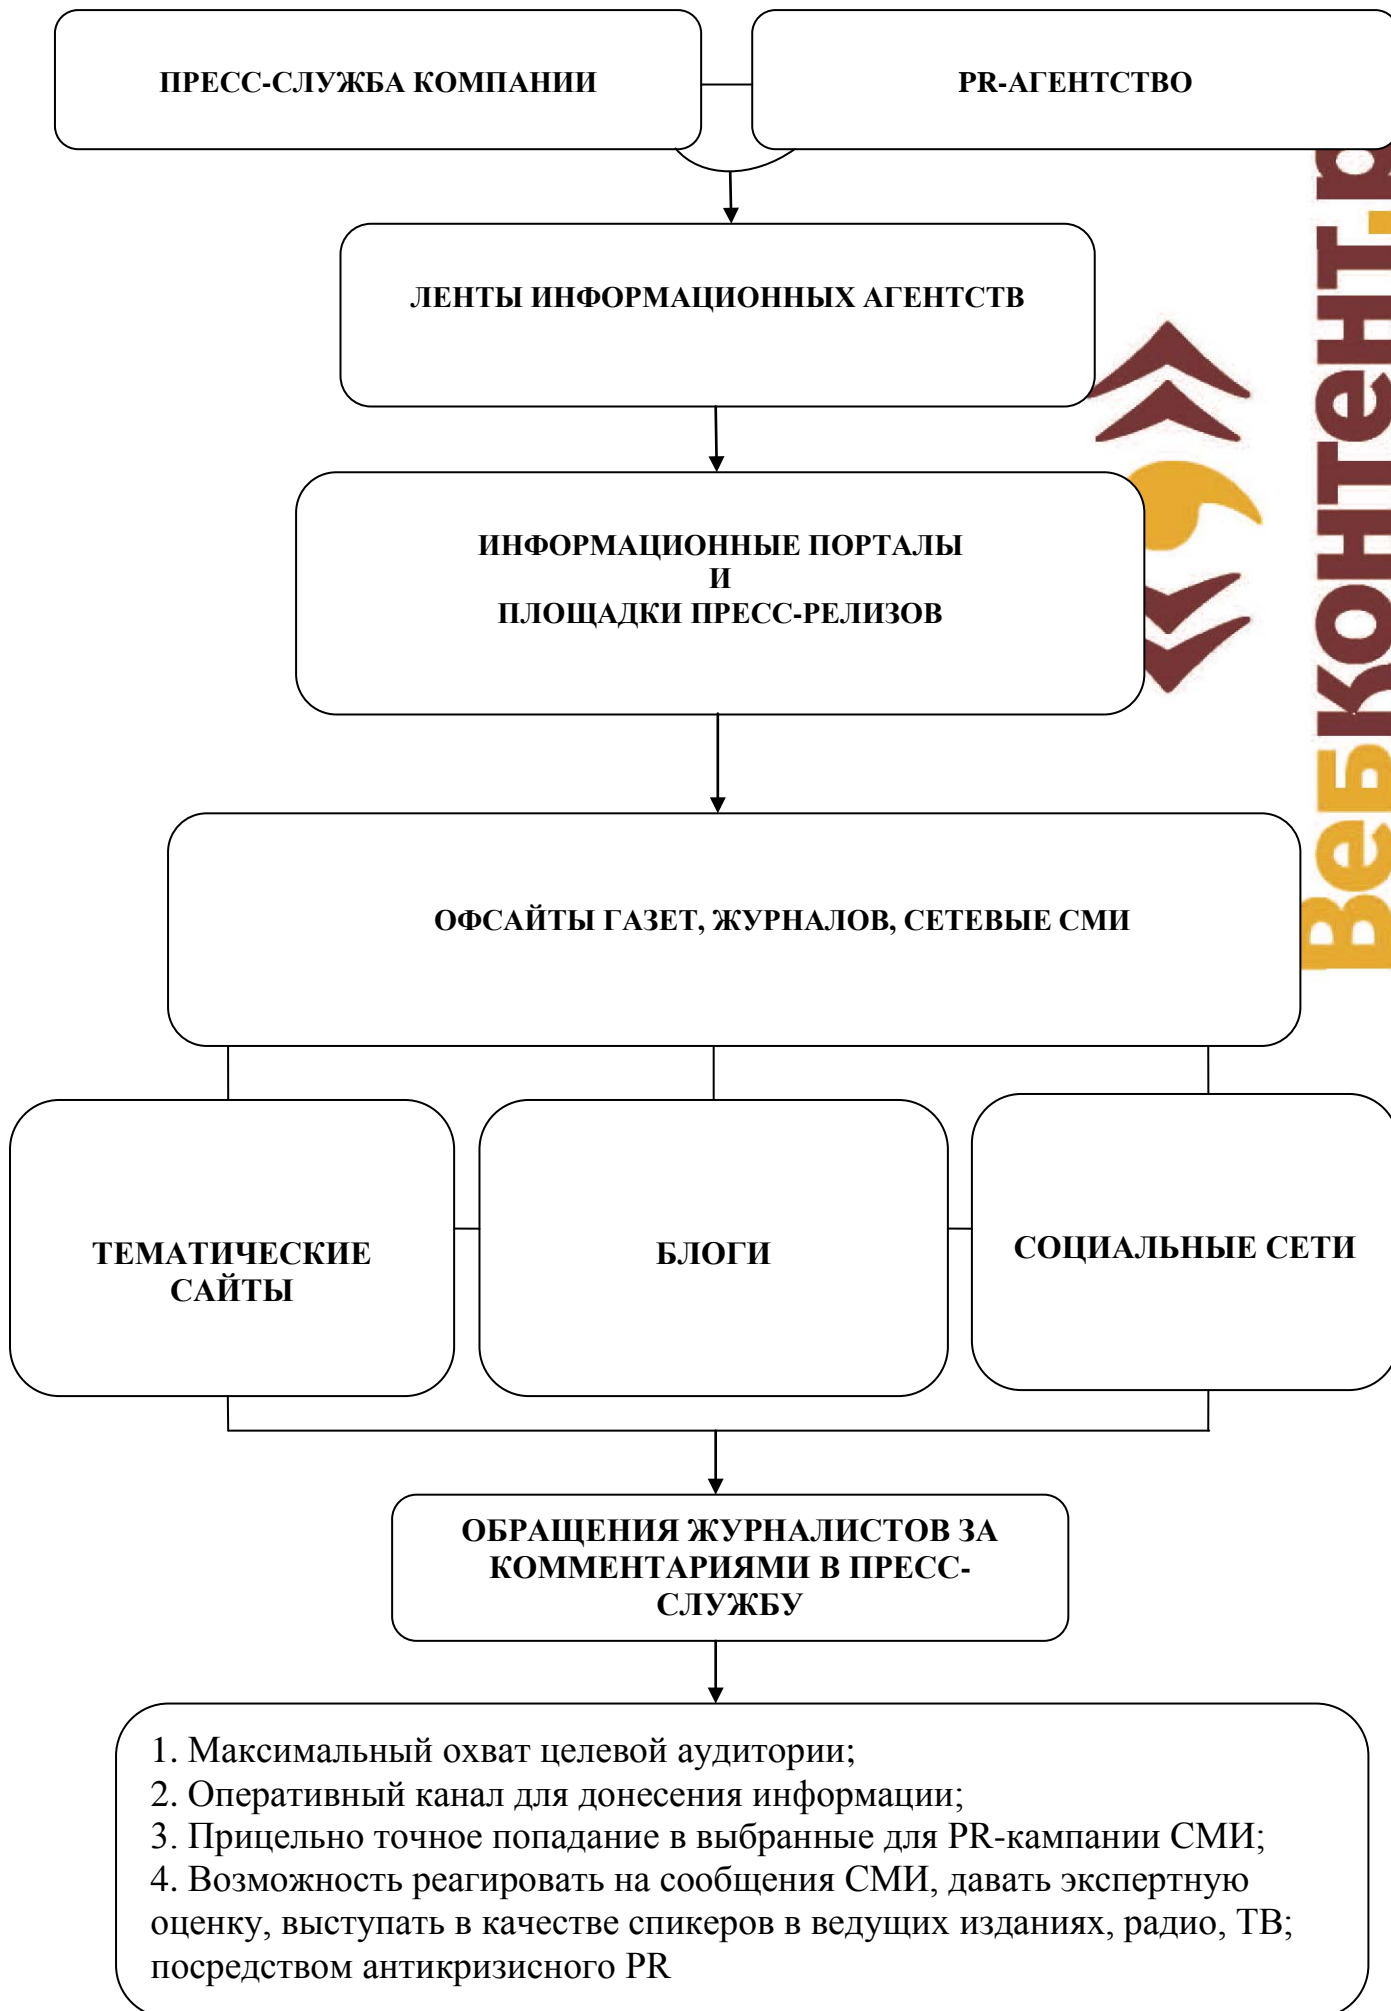 ПРЕСС-СЛУЖБА КОМПАНИИ
PR-АГЕНТСТВО
ЛЕНТЫ ИНФОРМАЦИОННЫХ АГЕНТСТВ
ИНФОРМАЦИОННЫЕ ПОРТАЛЫ
И
ПЛОЩАДКИ ПРЕСС-РЕЛИЗОВ
ОФСАЙТЫ ГАЗЕТ, ЖУРНАЛОВ, СЕТЕВЫЕ СМИ
ТЕМАТИЧЕСКИЕ
САЙТЫ
БЛОГИ
СОЦИАЛЬНЫЕ СЕТИ
ОБРАЩЕНИЯ ЖУРНАЛИСТОВ ЗА
КОММЕНТАРИЯМИ В ПРЕСС-
СЛУЖБУ
1. Максимальный охват целевой аудитории;
2. Оперативный канал для донесения информации;
3. Прицельно точное попадание в выбранные для PR-кампании СМИ;
4. Возможность реагировать на сообщения СМИ, давать экспертную
оценку, выступать в качестве спикеров в ведущих изданиях, радио, ТВ;
посредством антикризисного PR
ВебКонтент.р